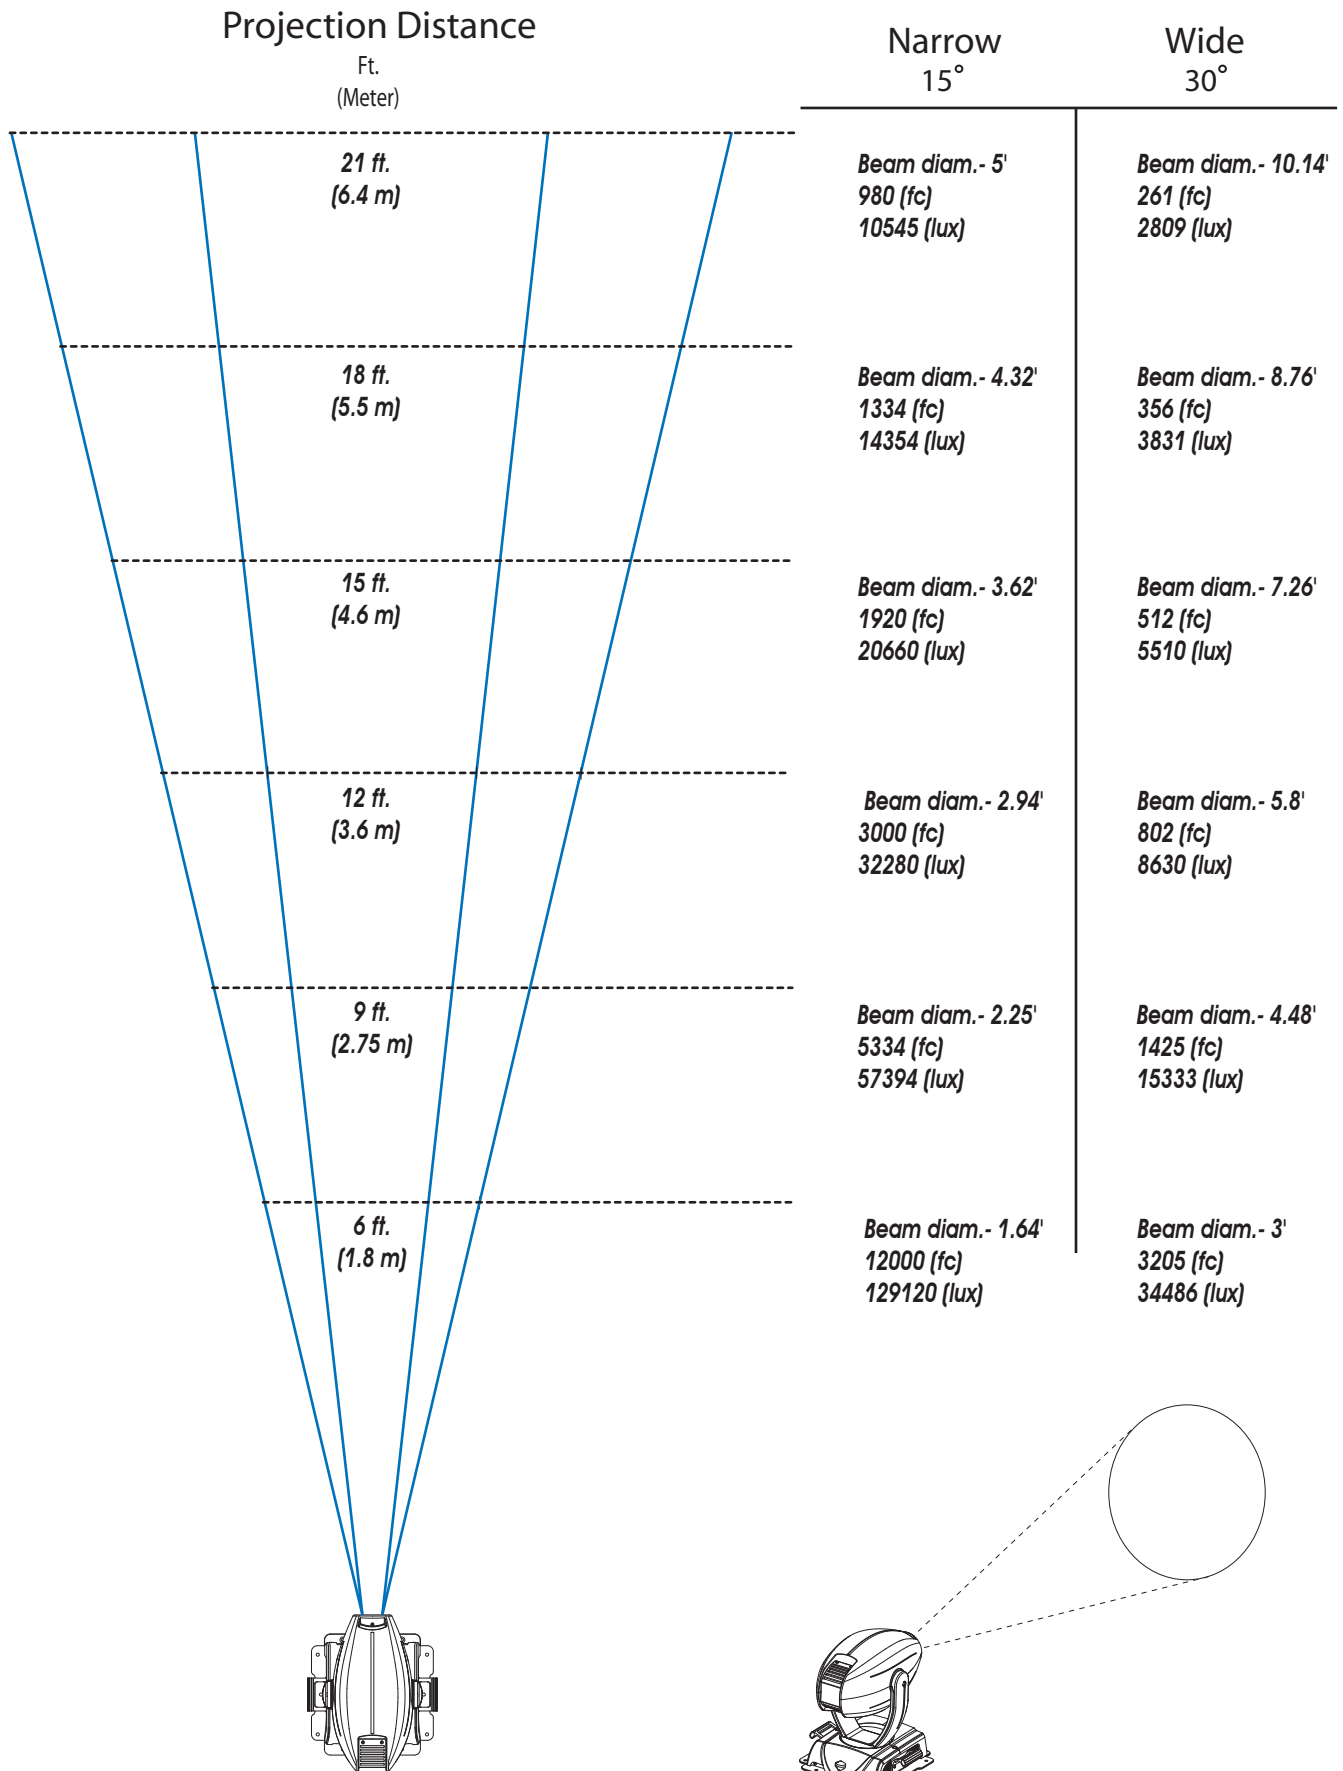 Projection Distance
Ft.
(Meter)
Narrow
15°
Wide
30°
21 ft.
(6.4 m)
Beam diam.- 5'
980 (fc)
10545 (lux)
Beam diam.- 10.14'
261 (fc)
2809 (lux)
18 ft.
(5.5 m)
Beam diam.- 4.32'
1334 (fc)
14354 (lux)
Beam diam.- 8.76'
356 (fc)
3831 (lux)
15 ft.
(4.6 m)
Beam diam.- 3.62'
1920 (fc)
20660 (lux)
Beam diam.- 7.26'
512 (fc)
5510 (lux)
12 ft.
(3.6 m)
Beam diam.- 2.94'
3000 (fc)
32280 (lux)
Beam diam.- 5.8'
802 (fc)
8630 (lux)
9 ft.
(2.75 m)
Beam diam.- 2.25'
5334 (fc)
57394 (lux)
Beam diam.- 4.48'
1425 (fc)
15333 (lux)
6 ft.
(1.8 m)
Beam diam.- 1.64'
12000 (fc)
129120 (lux)
Beam diam.- 3'
3205 (fc)
34486 (lux)